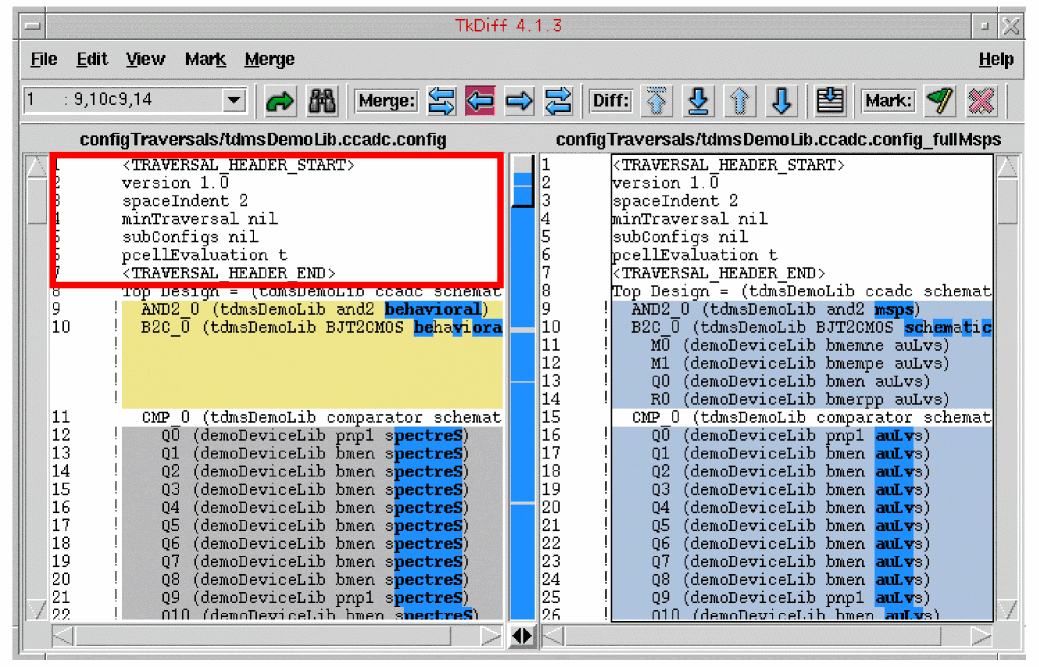 TkDiff 4.1.3
File Edit View Mark Merge Help
1 : 9,10c9,14 Merge: Diff: Mark:
configTraversals/tdmsDemoLib.ccadc.config configTraversals/tdmsDemoLib.ccadc.config_fullMsps
1 <TRAVERSAL_HEADER_START>
2 version 1.0
3 spaceIndent 2
4 minTraversal nil
5 subConfigs nil
6 pcellEvaluation t
7 <TRAVERSAL_HEADER_END>
8 Top Design = (tdmsDemoLib ccadc schemat
9 ! AND2_0 (tdmsDemoLib and2 behavioral)
10 ! B2C_0 (tdmsDemoLib BJT2CMOS behaviora
!
!
!
!
11 CMP_0 (tdmsDemoLib comparator schemat
12 ! Q0 (demoDeviceLib pnp1 spectreS)
13 ! Q1 (demoDeviceLib bmen spectreS)
14 ! Q2 (demoDeviceLib bmen spectreS)
15 ! Q3 (demoDeviceLib bmen spectreS)
16 ! Q4 (demoDeviceLib bmen spectreS)
17 ! Q5 (demoDeviceLib bmen spectreS)
18 ! Q6 (demoDeviceLib bmen spectreS)
19 ! Q7 (demoDeviceLib bmen spectreS)
20 ! Q8 (demoDeviceLib bmen spectreS)
21 ! Q9 (demoDeviceLib pnp1 spectreS)
22 ! Q10 (demoDeviceLib bmen spectreS)
1 <TRAVERSAL_HEADER_START>
2 version 1.0
3 spaceIndent 2
4 minTraversal nil
5 subConfigs nil
6 pcellEvaluation t
7 <TRAVERSAL_HEADER_END>
8 Top Design = (tdmsDemoLib ccadc schemat
9 ! AND2_0 (tdmsDemoLib and2 msps)
10 ! B2C_0 (tdmsDemoLib BJT2CMOS schematic
11 ! M0 (demoDeviceLib bmemne auLvs)
12 ! M1 (demoDeviceLib bmempe auLvs)
13 ! Q0 (demoDeviceLib bmen auLvs)
14 ! R0 (demoDeviceLib bmerpp auLvs)
15 CMP_0 (tdmsDemoLib comparator schemat
16 ! Q0 (demoDeviceLib pnp1 auLvs)
17 ! Q1 (demoDeviceLib bmen auLvs)
18 ! Q2 (demoDeviceLib bmen auLvs)
19 ! Q3 (demoDeviceLib bmen auLvs)
20 ! Q4 (demoDeviceLib bmen auLvs)
21 ! Q5 (demoDeviceLib bmen auLvs)
22 ! Q6 (demoDeviceLib bmen auLvs)
23 ! Q7 (demoDeviceLib bmen auLvs)
24 ! Q8 (demoDeviceLib bmen auLvs)
25 ! Q9 (demoDeviceLib pnp1 auLvs)
26 ! Q10 (demoDeviceLib bmen auLvs)